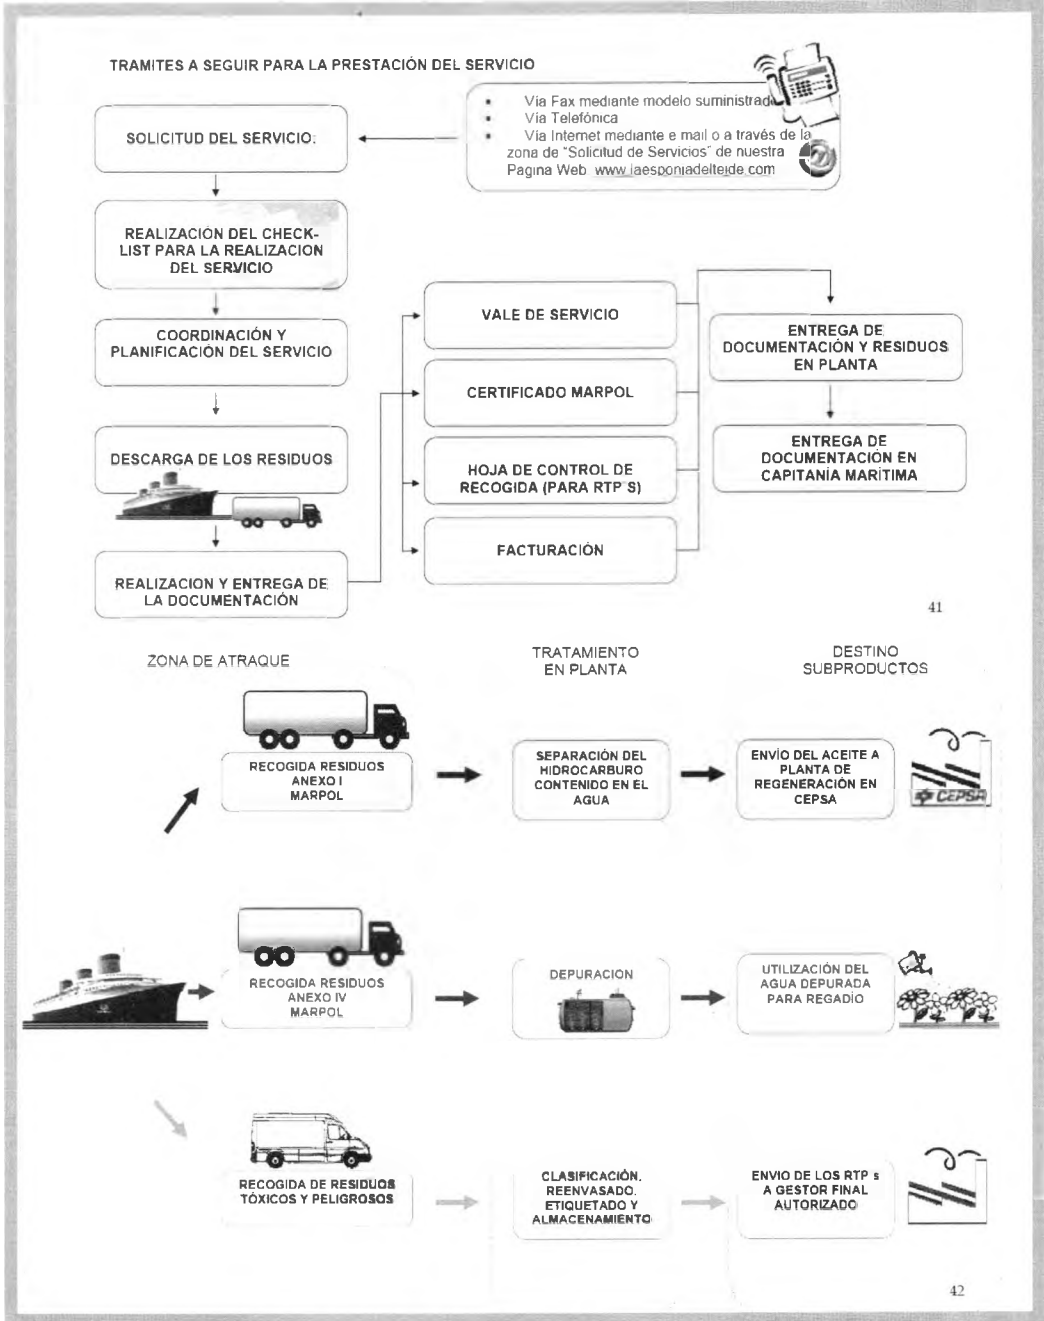 TRAMITES A SEGUIR PARA LA PRESTACIÓN DEL SERVICIO
SOLICITUD DEL SERVICIO:
• Via Fax mediante modelo suministrado
• Via Telefónica
• Via Internet mediante e mail o a través de la
zona de "Solicitud de Servicios" de nuestra
Pagina Web www.laesponjadelteide.com
REALIZACIÓN DEL CHECK-
LIST PARA LA REALIZACION
DEL SERVICIO
COORDINACIÓN Y
PLANIFICACIÓN DEL SERVICIO
DESCARGA DE LOS RESIDUOS
REALIZACION Y ENTREGA DE
LA DOCUMENTACIÓN
VALE DE SERVICIO
CERTIFICADO MARPOL
HOJA DE CONTROL DE
RECOGIDA (PARA RTP´S)
FACTURACIÓN
ENTREGA DE
DOCUMENTACIÓN Y RESIDUOS
EN PLANTA
ENTREGA DE
DOCUMENTACIÓN EN
CAPITANÍA MARÍTIMA
41
ZONA DE ATRAQUE
TRATAMIENTO
EN PLANTA
DESTINO
SUBPRODUCTOS
RECOGIDA RESIDUOS
ANEXO I
MARPOL
SEPARACIÓN DEL
HIDROCARBURO
CONTENIDO EN EL
AGUA
ENVÍO DEL ACEITE A
PLANTA DE
REGENERACIÓN EN
CEPSA
CEPSA
RECOGIDA RESIDUOS
ANEXO IV
MARPOL
DEPURACION
UTILIZACIÓN DEL
AGUA DEPURADA
PARA REGADÍO
RECOGIDA DE RESIDUOS
TÓXICOS Y PELIGROSOS
CLASIFICACIÓN,
REENVASADO,
ETIQUETADO Y
ALMACENAMIENTO
ENVIO DE LOS RTP s
A GESTOR FINAL
AUTORIZADO
42